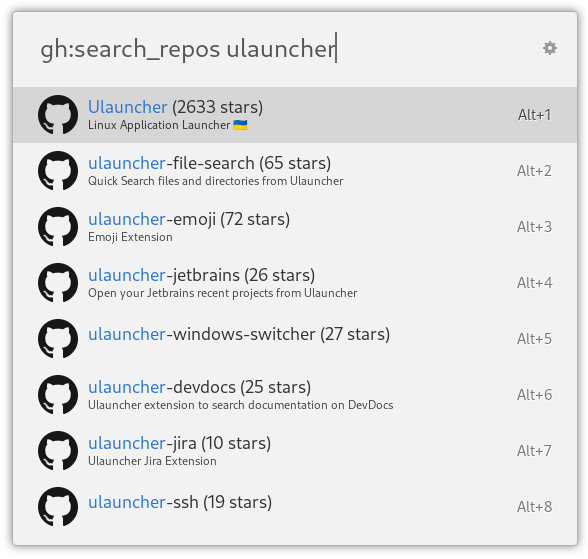 gh:search_repos ulauncher
Ulauncher (2633 stars)
Linux Application Launcher 🇺🇦
Alt+1
ulauncher-file-search (65 stars)
Quick Search files and directories from Ulauncher
Alt+2
ulauncher-emoji (72 stars)
Emoji Extension
Alt+3
ulauncher-jetbrains (26 stars)
Open your Jetbrains recent projects from Ulauncher
Alt+4
ulauncher-windows-switcher (27 stars)
Alt+5
ulauncher-devdocs (25 stars)
Ulauncher extension to search documentation on DevDocs
Alt+6
ulauncher-jira (10 stars)
Ulauncher Jira Extension
Alt+7
ulauncher-ssh (19 stars)
Alt+8